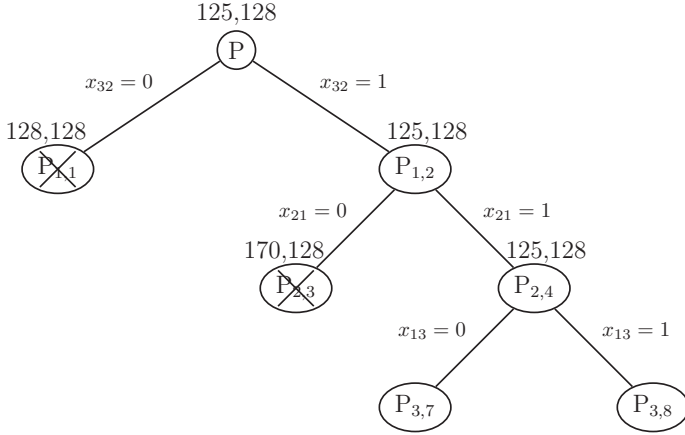 125,128
P
x₃₂ = 0
x₃₂ = 1
128,128
125,128
P₁,₁
P₁,₂
x₂₁ = 0
x₂₁ = 1
170,128
125,128
P₂,₃
P₂,₄
x₁₃ = 0
x₁₃ = 1
P₃,₇
P₃,₈